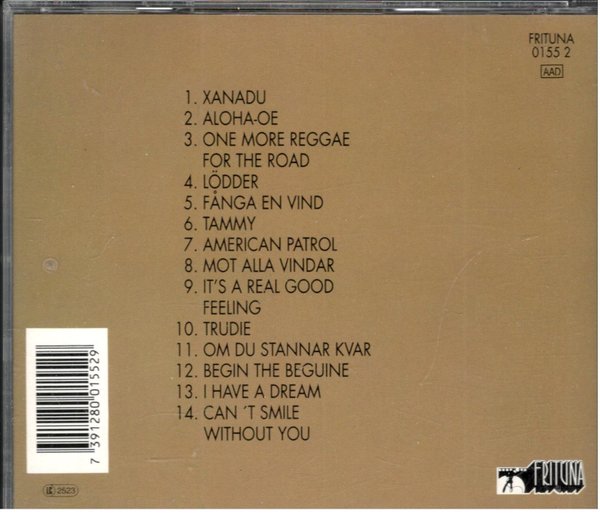 FRITUNA
0155 2
AAD
1. XANADU
2. ALOHA-OE
3. ONE MORE REGGAE
FOR THE ROAD
4. LÖDDER
5. FÅNGA EN VIND
6. TAMMY
7. AMERICAN PATROL
8. MOT ALLA VINDAR
9. IT'S A REAL GOOD
FEELING
10. TRUDIE
11. OM DU STANNAR KVAR
12. BEGIN THE BEGUINE
13. I HAVE A DREAM
14. CAN ´T SMILE
WITHOUT YOU
7 391280 015529
LC 2523
FRITUNA